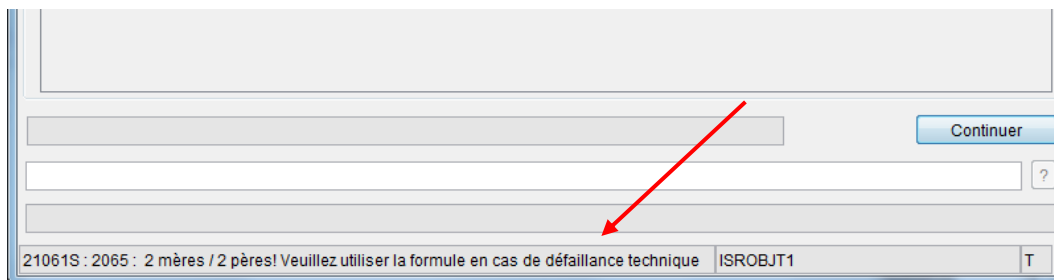 Continuer
?
21061S : 2065 : 2 mères / 2 pères! Veuillez utiliser la formule en cas de défaillance technique ISROBJT1 T